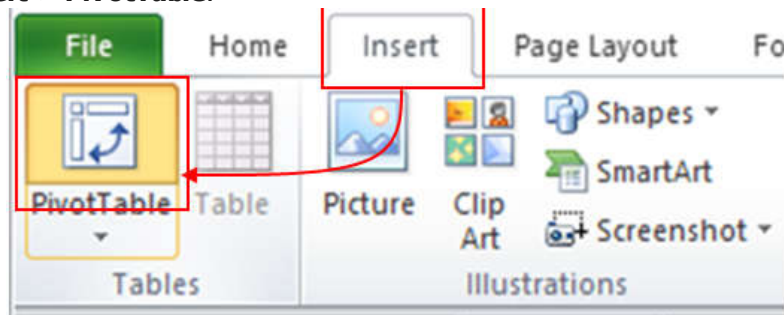 File Home Insert Page Layout
PivotTable Table Picture Clip Art Shapes
SmartArt
Screenshot
Tables Illustrations